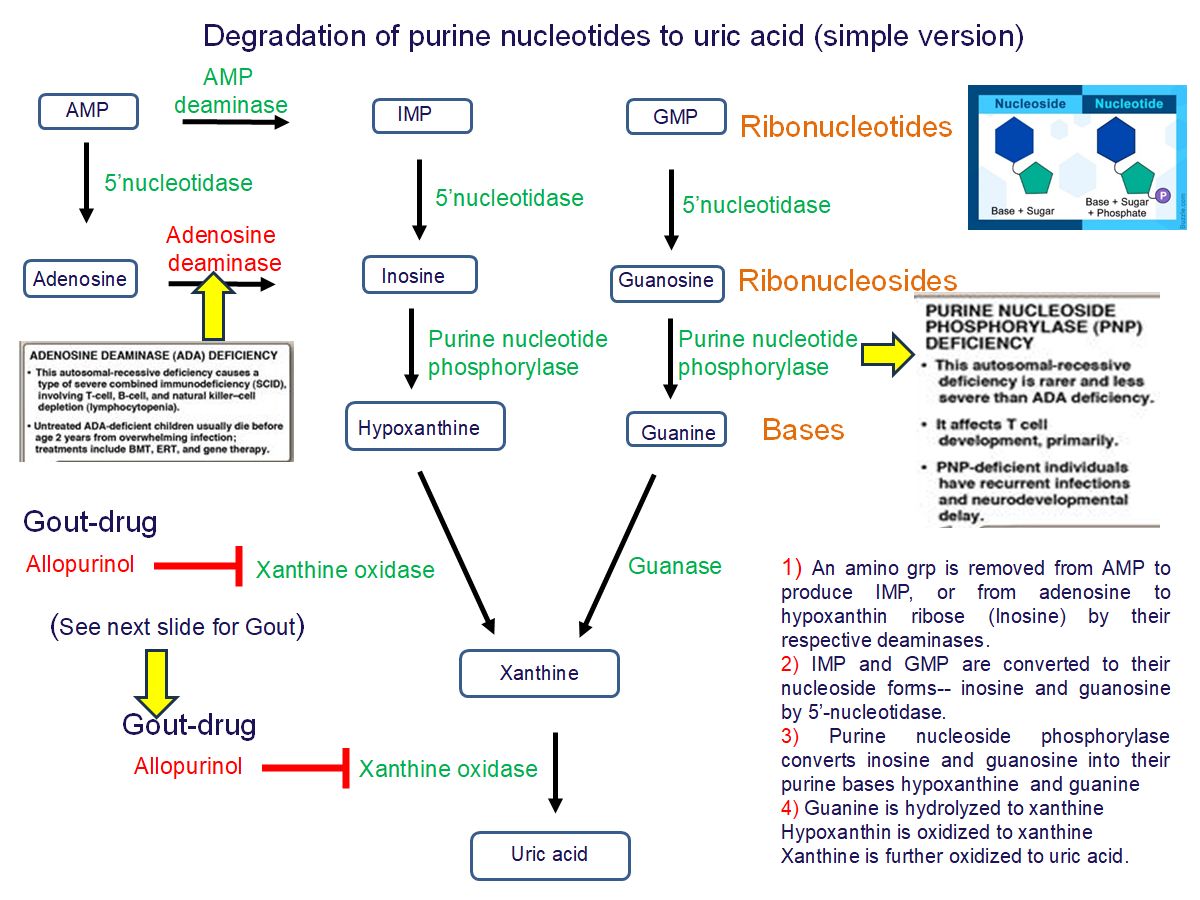 Degradation of purine nucleotides to uric acid (simple version)
AMP
deaminase
AMP
IMP
GMP
Ribonucleotides
Nucleoside
Nucleotide
P
Base + Sugar
Base + Sugar
+ Phosphate
Buzzle.com
5’nucleotidase
5’nucleotidase
5’nucleotidase
Adenosine
deaminase
Adenosine
Inosine
Guanosine
Ribonucleosides
ADENOSINE DEAMINASE (ADA) DEFICIENCY
• This autosomal-recessive deficiency causes a
type of severe combined immunodeficiency (SCID),
involving T-cell, B-cell, and natural killer–cell
depletion (lymphocytopenia).
• Untreated ADA-deficient children usually die before
age 2 years from overwhelming infection;
treatments include BMT, ERT, and gene therapy.
Purine nucleotide
phosphorylase
Purine nucleotide
phosphorylase
PURINE NUCLEOSIDE
PHOSPHORYLASE (PNP)
DEFICIENCY
• This autosomal-recessive
deficiency is rarer and less
severe than ADA deficiency.
• It affects T cell
development, primarily.
• PNP-deficient individuals
have recurrent infections
and neurodevelopmental
delay.
Hypoxanthine
Guanine
Bases
Gout-drug
Allopurinol
Xanthine oxidase
Guanase
(See next slide for Gout)
Xanthine
Gout-drug
Allopurinol
Xanthine oxidase
Uric acid
1) An amino grp is removed from AMP to
produce IMP, or from adenosine to
hypoxanthin ribose (Inosine) by their
respective deaminases.
2) IMP and GMP are converted to their
nucleoside forms-- inosine and guanosine
by 5’-nucleotidase.
3) Purine nucleoside phosphorylase
converts inosine and guanosine into their
purine bases hypoxanthine and guanine
4) Guanine is hydrolyzed to xanthine
Hypoxanthin is oxidized to xanthine
Xanthine is further oxidized to uric acid.